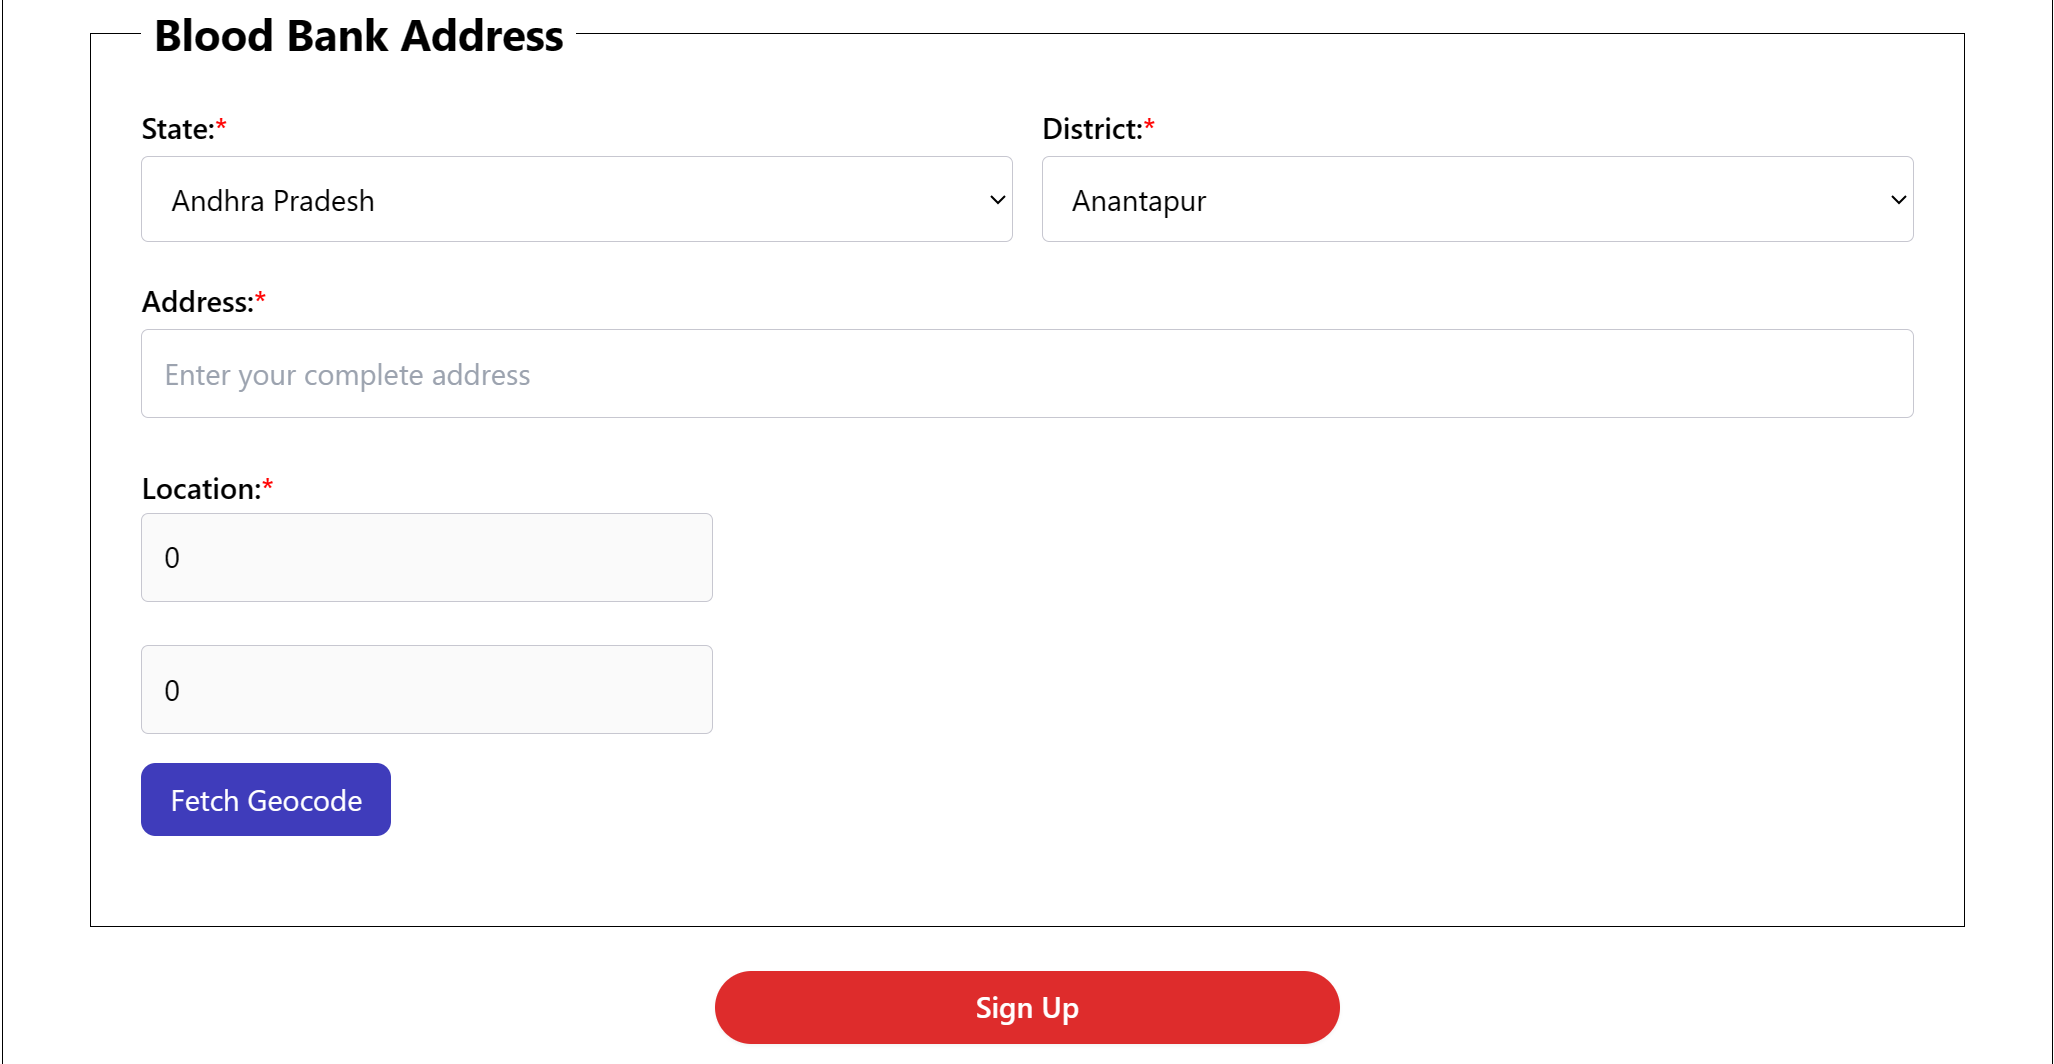 Blood Bank Address
State:*
District:*
Andhra Pradesh
Anantapur
Address:*
Enter your complete address
Location:*
0
0
Fetch Geocode
Sign Up